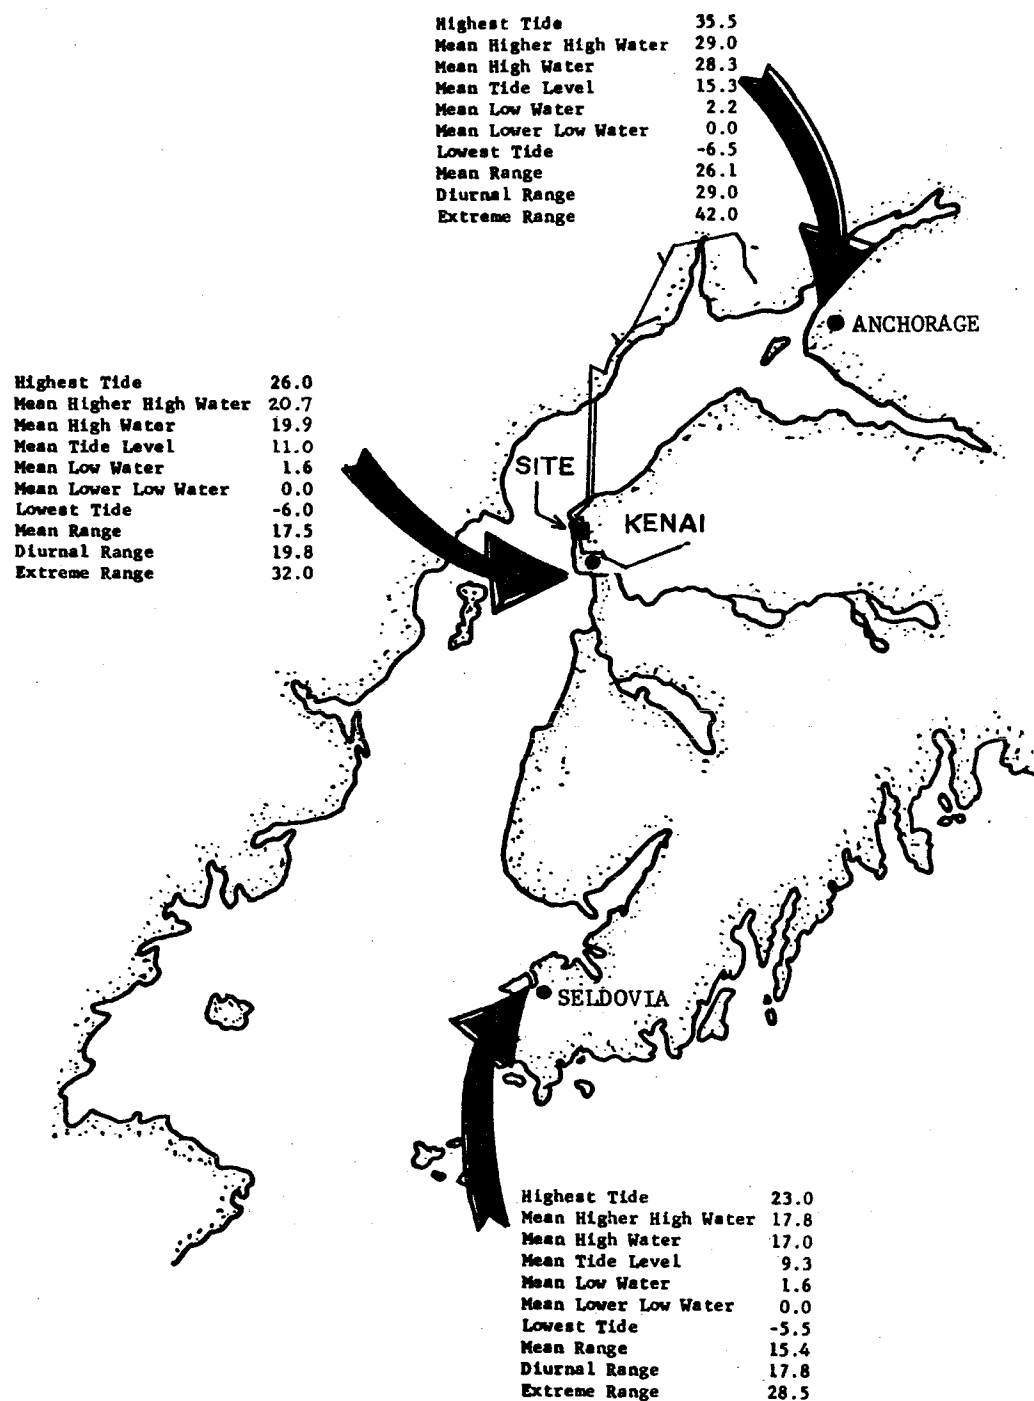 Highest Tide 35.5
Mean Higher High Water 29.0
Mean High Water 28.3
Mean Tide Level 15.3
Mean Low Water 2.2
Mean Lower Low Water 0.0
Lowest Tide -6.5
Mean Range 26.1
Diurnal Range 29.0
Extreme Range 42.0
ANCHORAGE
Highest Tide 26.0
Mean Higher High Water 20.7
Mean High Water 19.9
Mean Tide Level 11.0
Mean Low Water 1.6
Mean Lower Low Water 0.0
Lowest Tide -6.0
Mean Range 17.5
Diurnal Range 19.8
Extreme Range 32.0
SITE
KENAI
SELDOVIA
Highest Tide 23.0
Mean Higher High Water 17.8
Mean High Water 17.0
Mean Tide Level 9.3
Mean Low Water 1.6
Mean Lower Low Water 0.0
Lowest Tide -5.5
Mean Range 15.4
Diurnal Range 17.8
Extreme Range 28.5